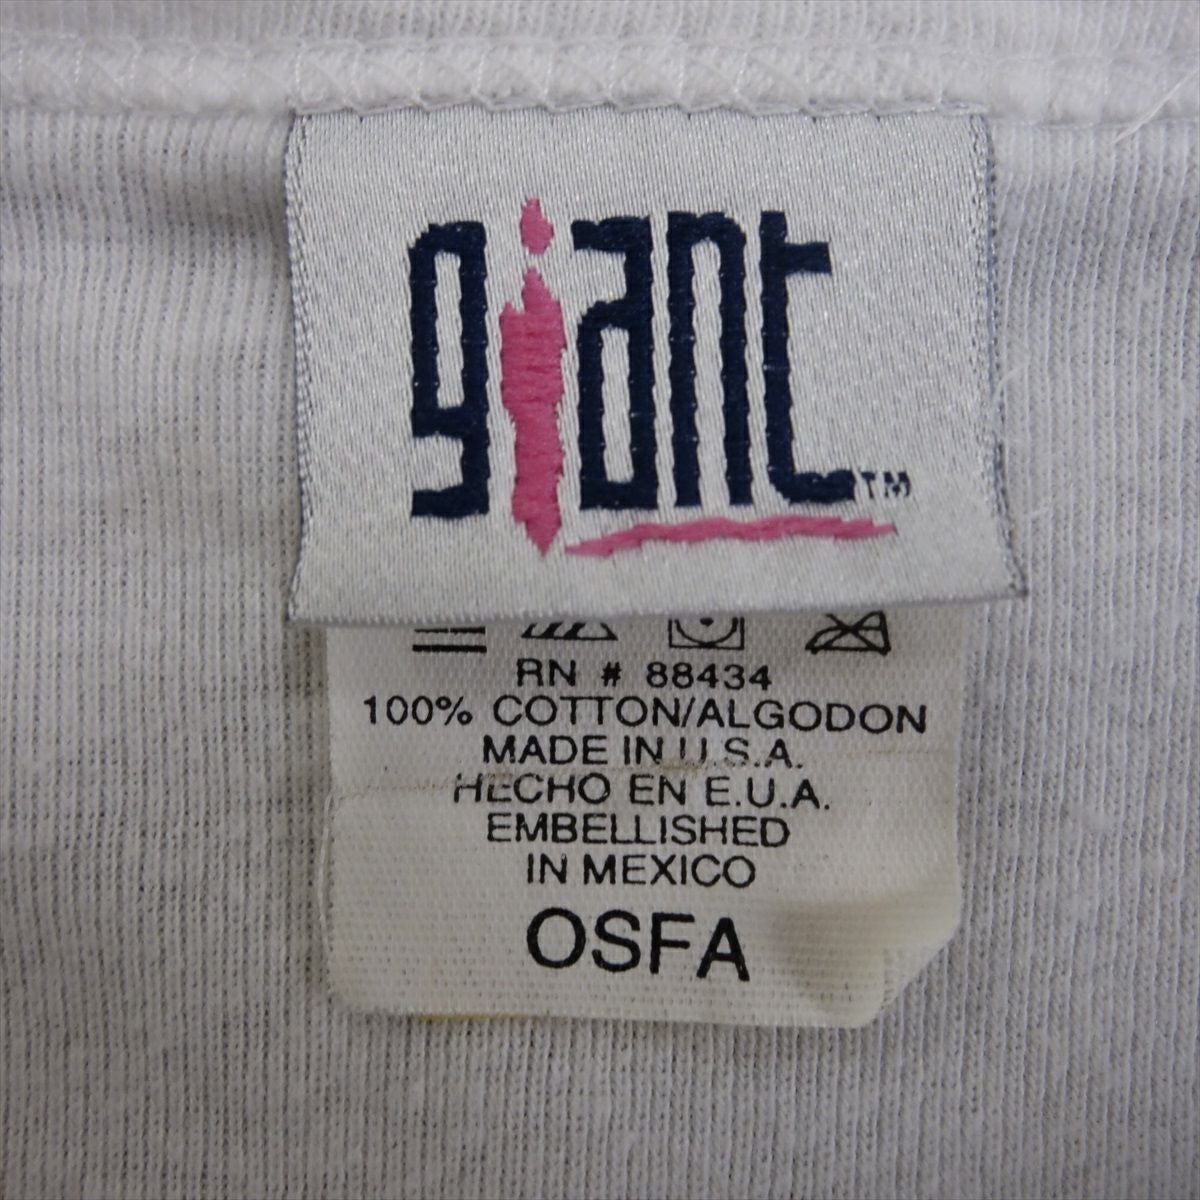 giant™
RN # 88434
100% COTTON/ALGODON
MADE IN U.S.A.
HECHO EN E.U.A.
EMBELLISHED
IN MEXICO
OSFA